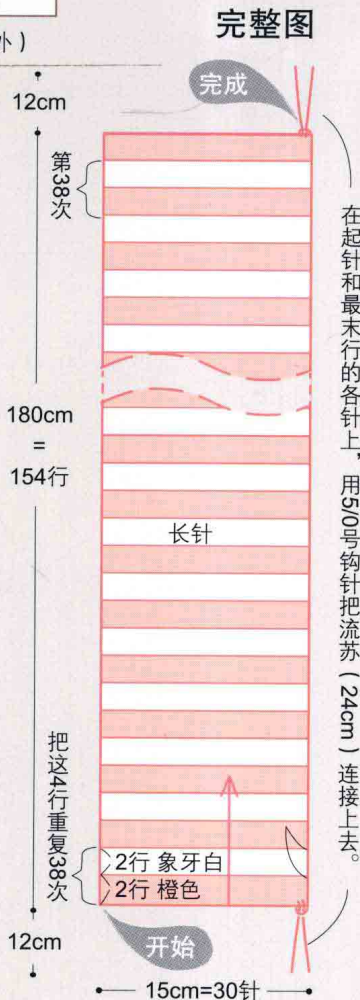 外）
完整图
完成
12cm
第38次
180cm
=
154行
长针
在起针和最末行的各针上，用5/0号钩针把流苏（24cm）连接上去。
把这4行重复38次
2行 象牙白
2行 橙色
12cm
开始
15cm=30针